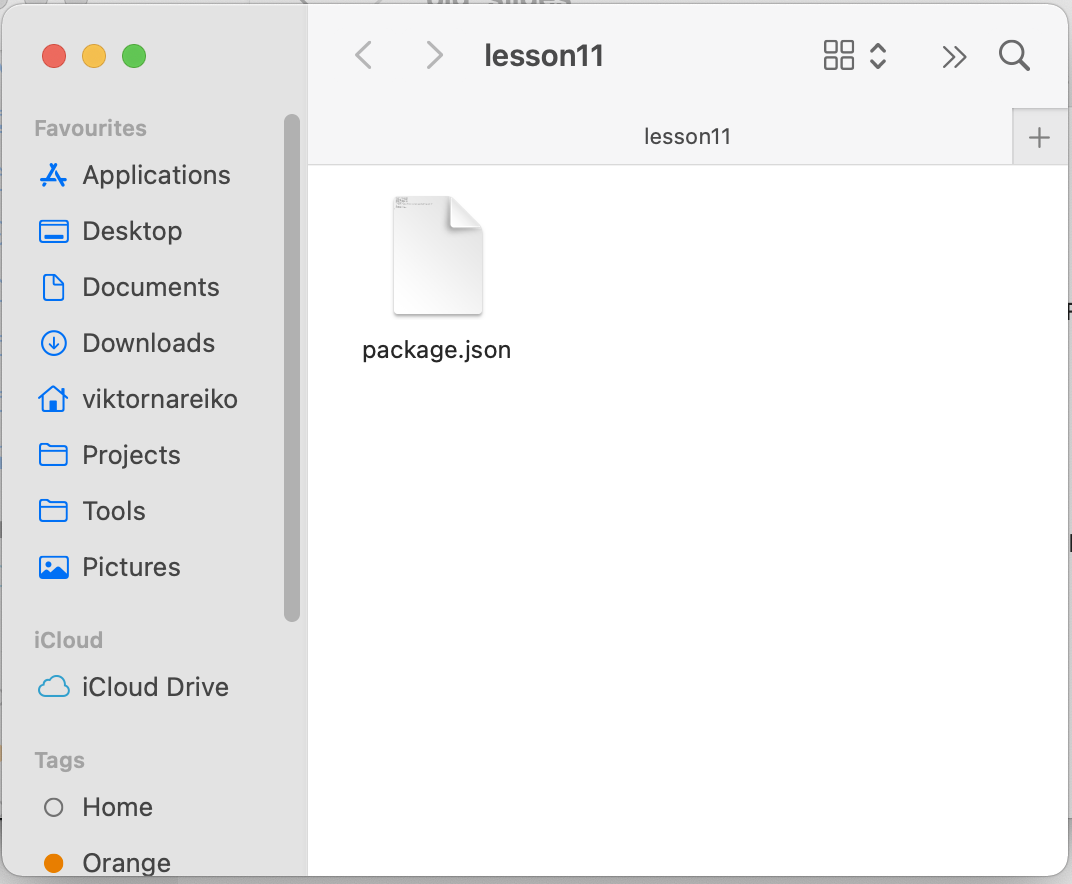 lesson11
lesson11
Favourites
Applications
Desktop
Documents
Downloads
viktornareiko
Projects
Tools
Pictures
iCloud
iCloud Drive
Tags
Home
Orange
package.json